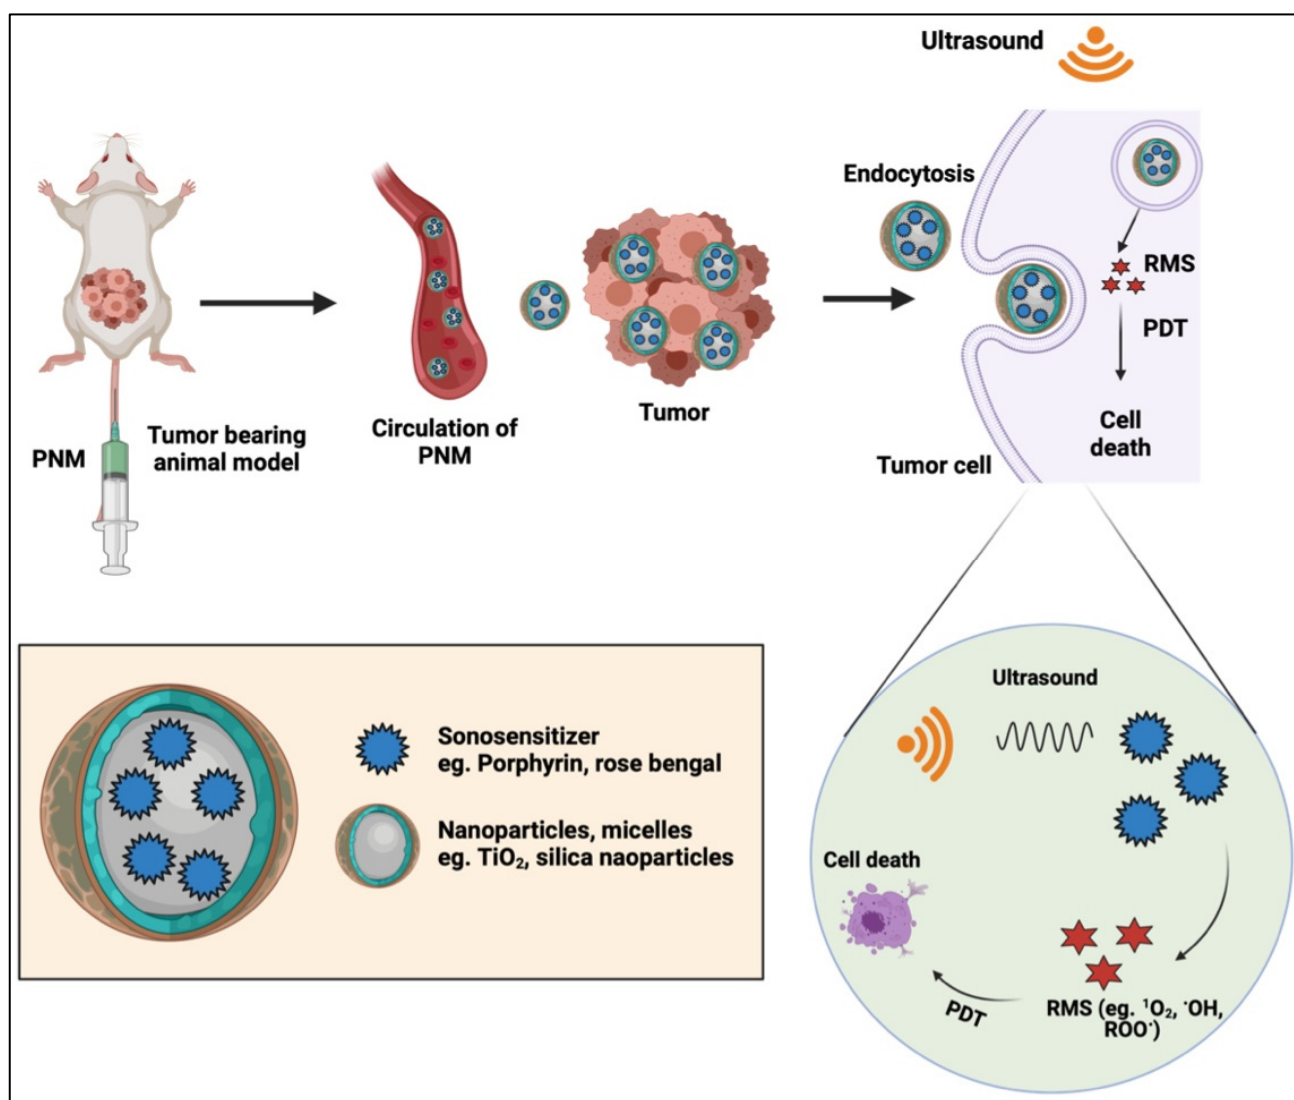 Ultrasound
Endocytosis
RMS
PDT
Cell
death
Tumor cell
Tumor
Circulation of
PNM
Tumor bearing
animal model
PNM
Sonosensitizer
eg. Porphyrin, rose bengal
Nanoparticles, micelles
eg. TiO₂, silica naoparticles
Ultrasound
Cell death
PDT
RMS (eg. ¹O₂, ˙OH,
ROO˙)